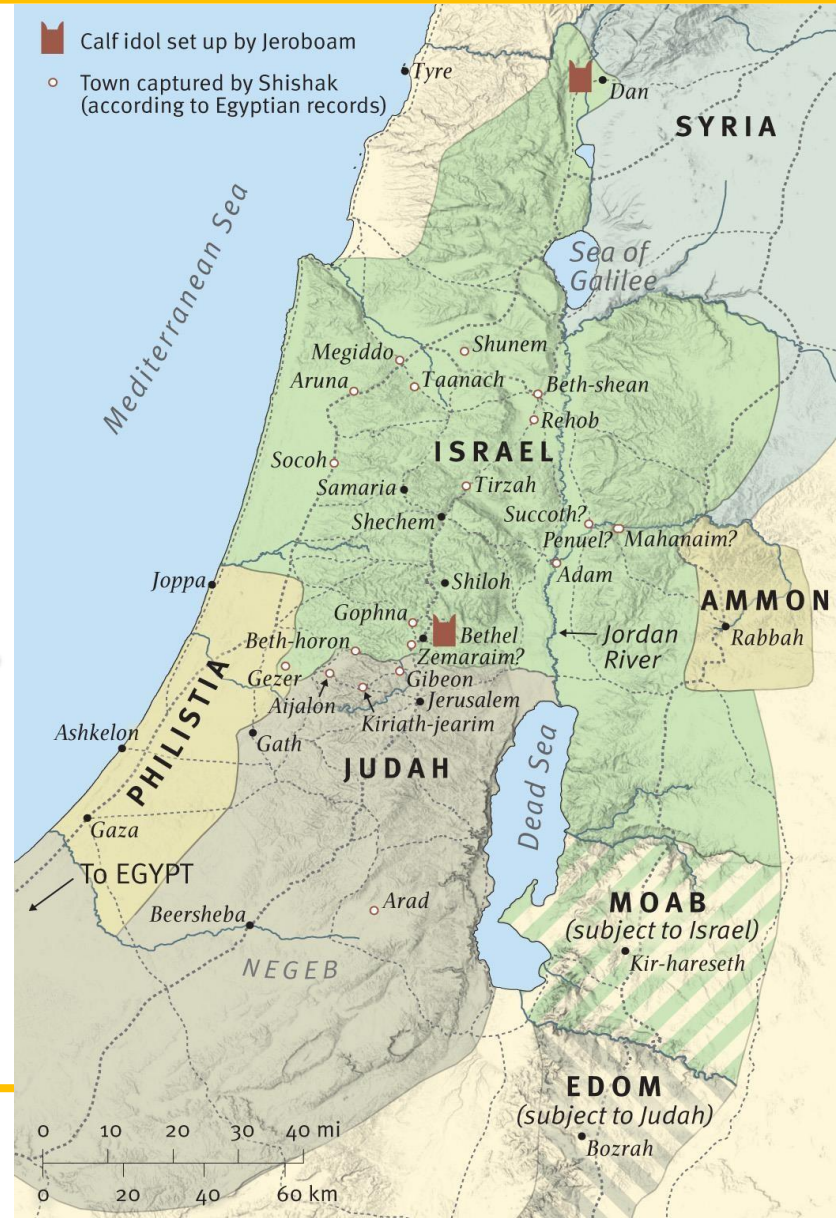 Calf idol set up by Jeroboam
Town captured by Shishak
(according to Egyptian records)
Tyre
Dan
SYRIA
Mediterranean Sea
Sea of
Galilee
Megiddo
Shunem
Aruna
Taanach
Beth-shean
Rehob
ISRAEL
Socoh
Samaria
Tirzah
Shechem
Succoth?
Penuel?
Mahanaim?
Joppa
Adam
Shiloh
AMMON
Gophna
Rabbah
Bethel
Jordan
River
Beth-horon
Zemaraim?
Gezer
Gibeon
Aijalon
Jerusalem
Kiriath-jearim
PHILISTIA
Ashkelon
Gath
JUDAH
Dead Sea
Gaza
To EGYPT
Arad
MOAB
(subject to Israel)
Beersheba
Kir-hareseth
NEGEB
EDOM
(subject to Judah)
Bozrah
0 10 20 30 40 mi
0 20 40 60 km